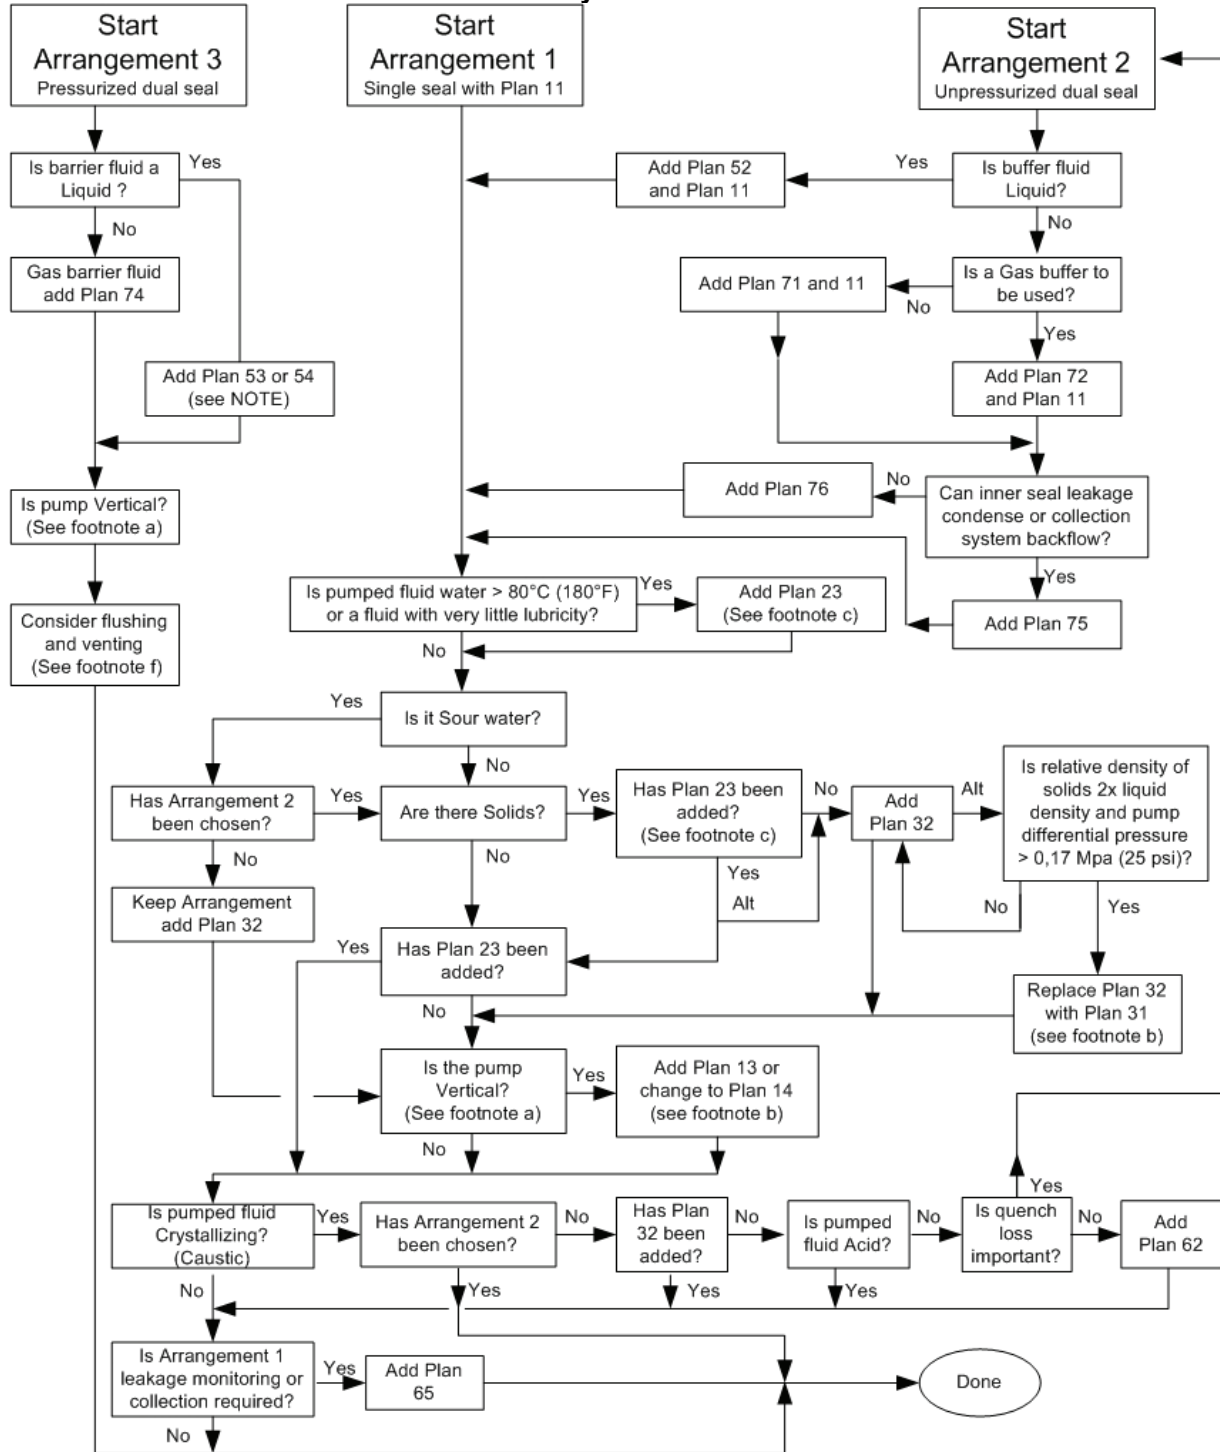 Start
Arrangement 3
Pressurized dual seal
Start
Arrangement 1
Single seal with Plan 11
Start
Arrangement 2
Unpressurized dual seal
Is barrier fluid a
Liquid ?
Yes
No
Gas barrier fluid
add Plan 74
Add Plan 53 or 54
(see NOTE)
Is pump Vertical?
(See footnote a)
Consider flushing
and venting
(See footnote f)
Add Plan 52
and Plan 11
Yes
Is buffer fluid
Liquid?
No
Add Plan 71 and 11
No
Is a Gas buffer to
be used?
Yes
Add Plan 72
and Plan 11
Add Plan 76
No
Can inner seal leakage
condense or collection
system backflow?
Yes
Add Plan 75
Is pumped fluid water > 80°C (180°F)
or a fluid with very little lubricity?
Yes
Add Plan 23
(See footnote c)
No
Yes
Is it Sour water?
No
Has Arrangement 2
been chosen?
Yes
No
Keep Arrangement
add Plan 32
Are there Solids?
Yes
No
Has Plan 23 been
added?
(See footnote c)
No
Yes
Alt
Add
Plan 32
Alt
Is relative density of
solids 2x liquid
density and pump
differential pressure
> 0,17 Mpa (25 psi)?
No
Yes
Replace Plan 32
with Plan 31
(see footnote b)
Yes
Has Plan 23 been
added?
No
Is the pump
Vertical?
(See footnote a)
Yes
Add Plan 13 or
change to Plan 14
(see footnote b)
No
Is pumped fluid
Crystallizing?
(Caustic)
Yes
No
Has Arrangement 2
been chosen?
No
Yes
Has Plan
32 been
added?
No
Yes
Is pumped
fluid Acid?
No
Yes
Is quench
loss
important?
Yes
No
Add
Plan 62
Is Arrangement 1
leakage monitoring or
collection required?
Yes
No
Add Plan
65
Done